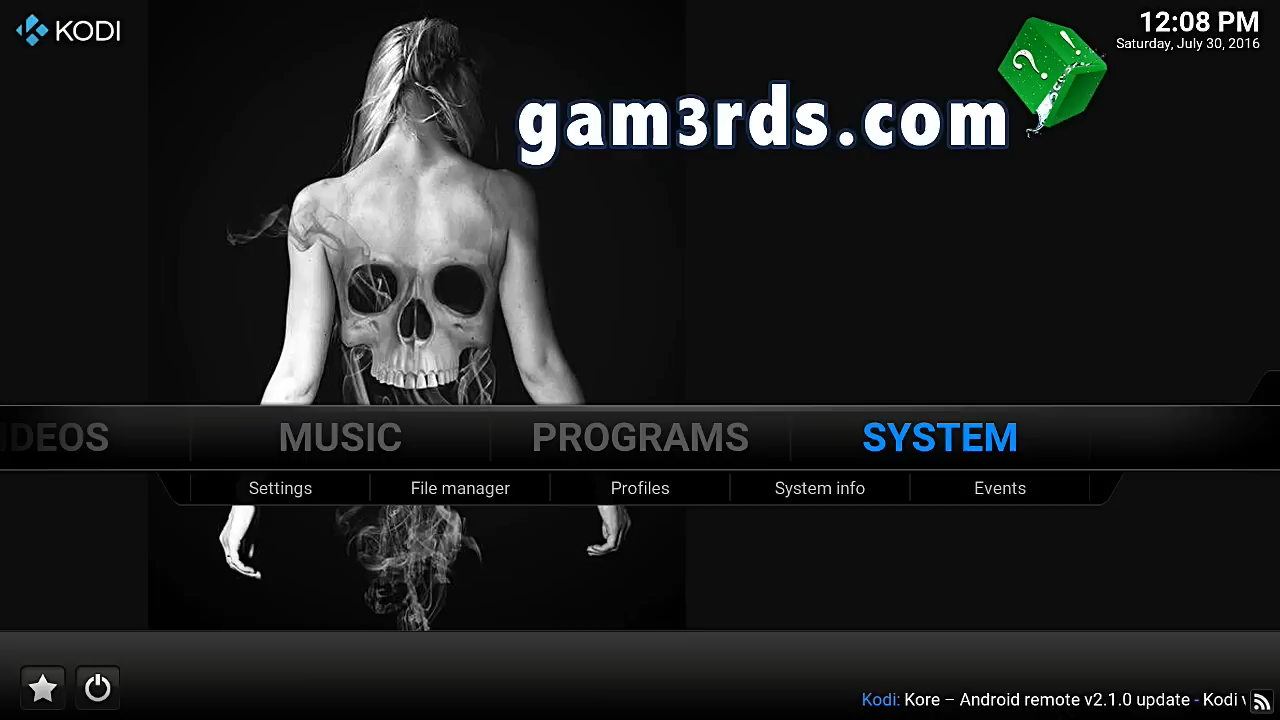 KODI
12:08 PM
Saturday, July 30, 2016
? !
gam3rds.com
IDEOS MUSIC PROGRAMS SYSTEM
Settings File manager Profiles System info Events
Kodi: Kore – Android remote v2.1.0 update - Kodi